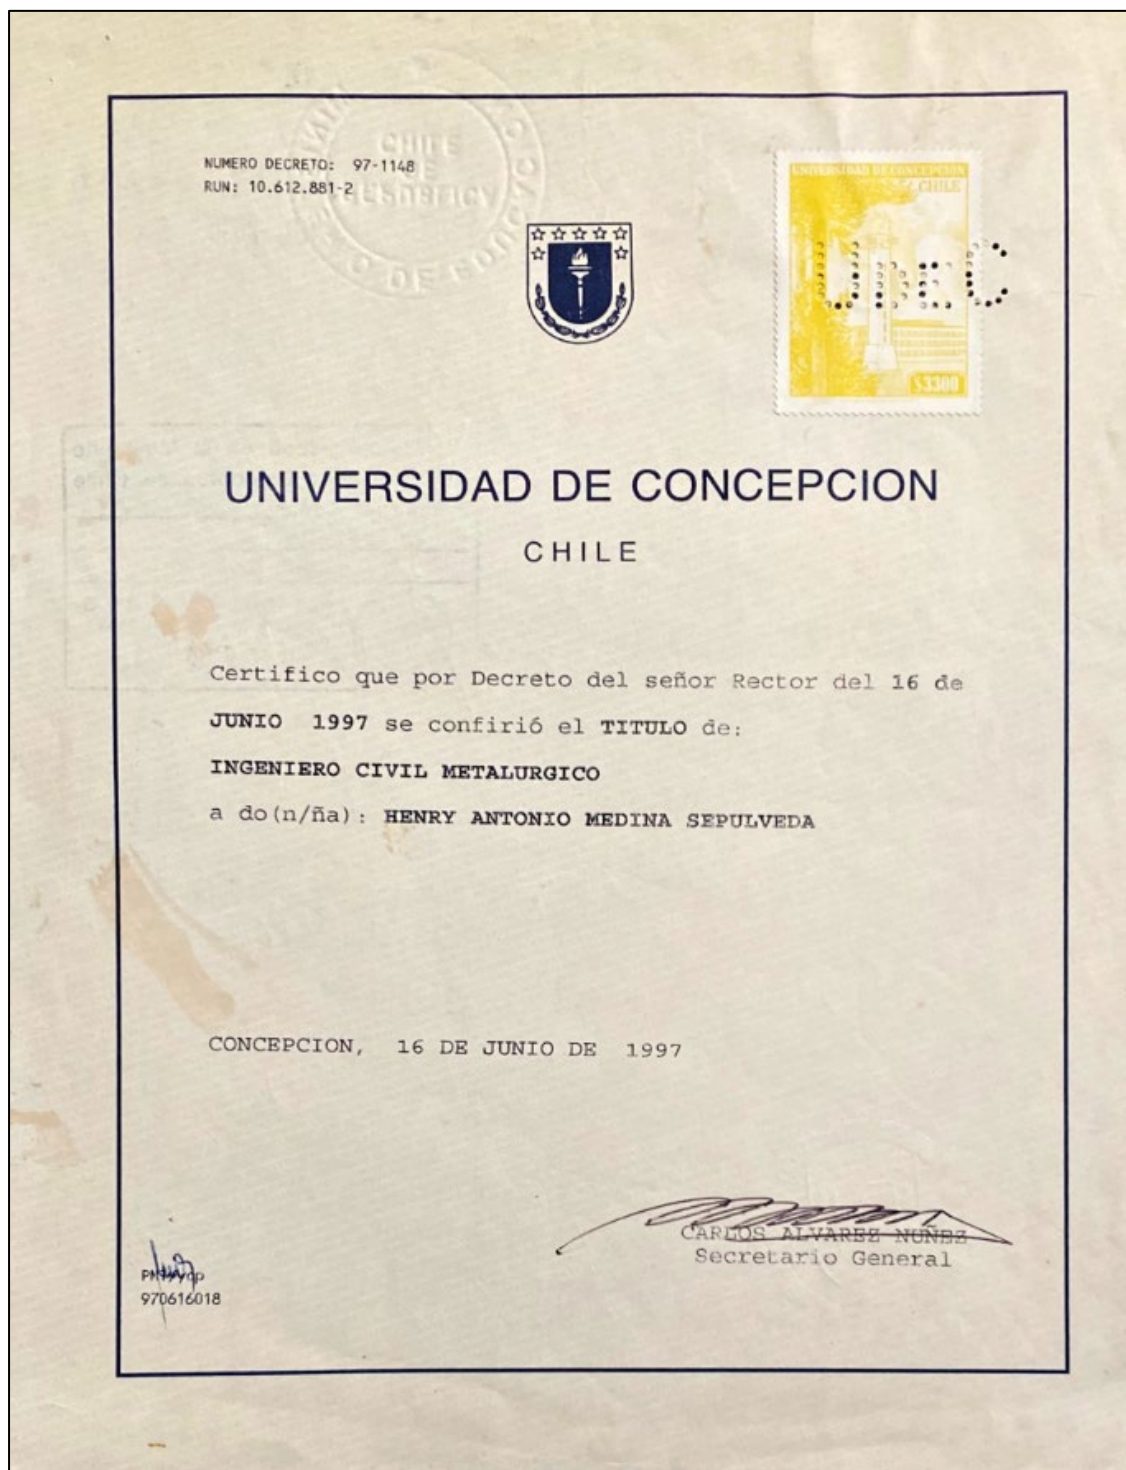 NUMERO DECRETO: 97-1148
RUN: 10.612.881-2
UNIVERSIDAD DE CONCEPCION
CHILE
UDEC
$3300
UNIVERSIDAD DE CONCEPCION
CHILE
Certifico que por Decreto del señor Rector del 16 de
JUNIO 1997 se confirió el TITULO de:
INGENIERO CIVIL METALURGICO
a do(n/ña): HENRY ANTONIO MEDINA SEPULVEDA
CONCEPCION, 16 DE JUNIO DE 1997
CARLOS ALVAREZ NUÑEZ
Secretario General
970616018